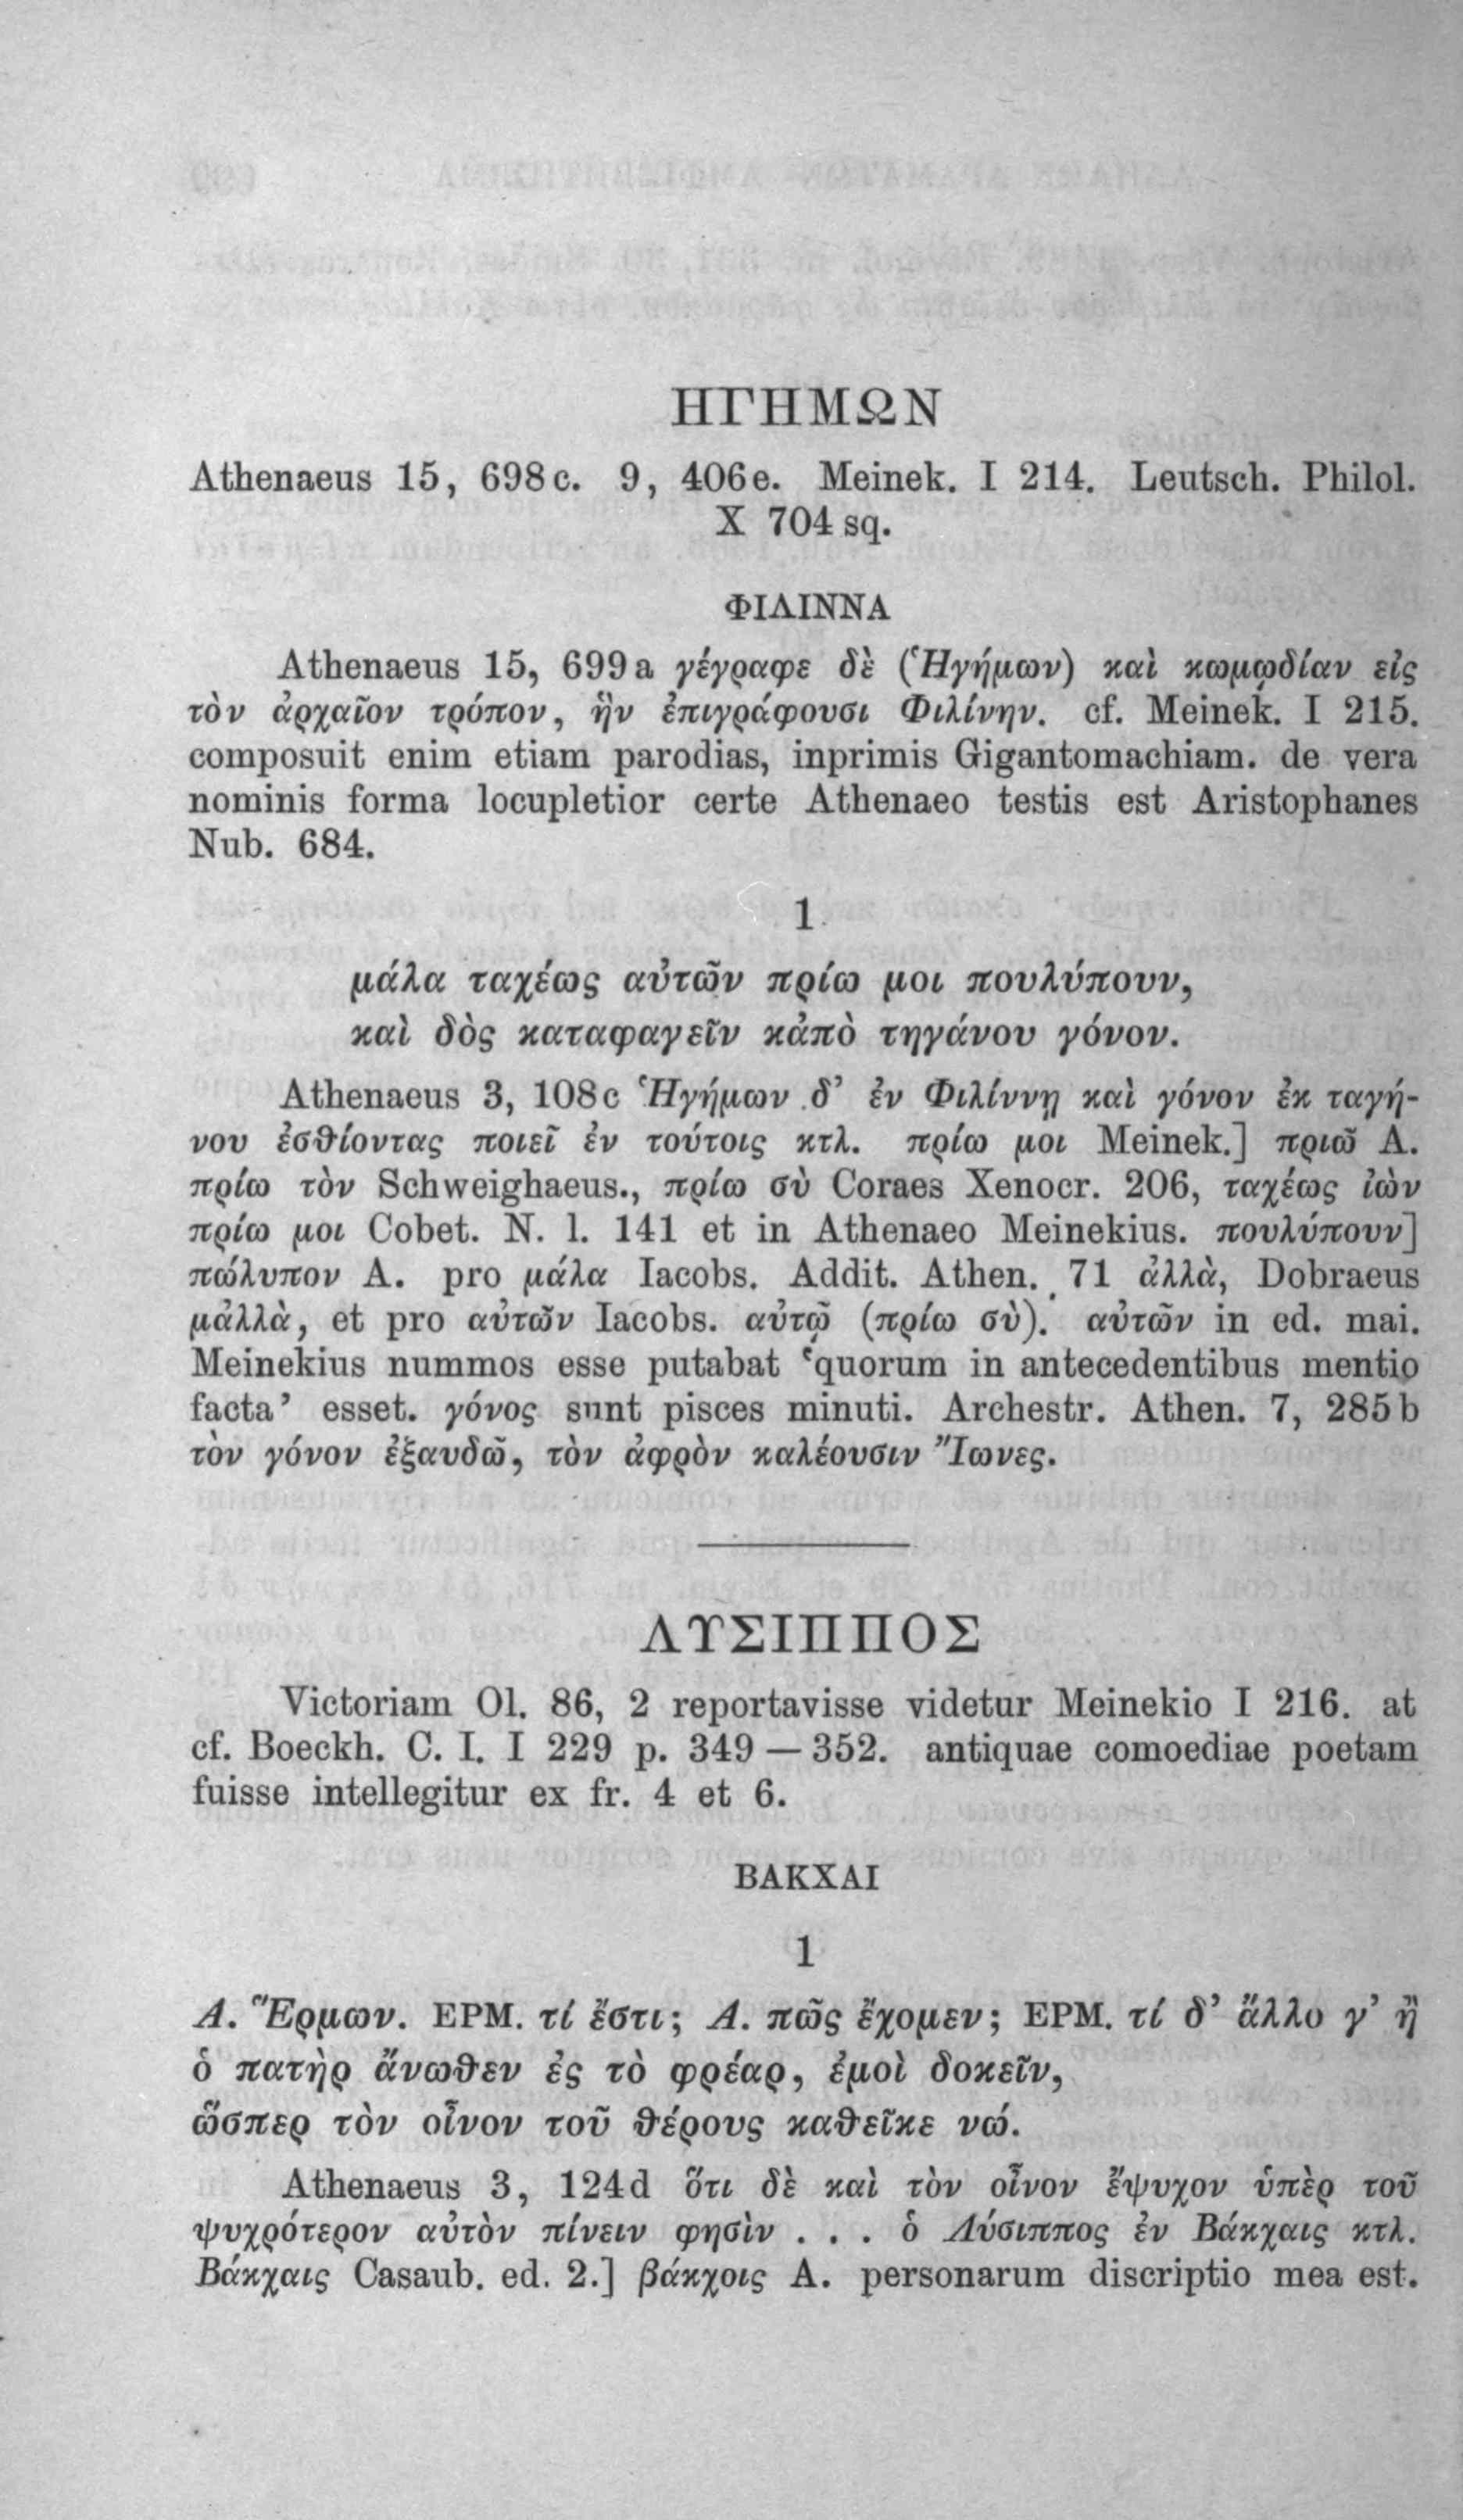 ΗΓΗΜΩΝ
Athenaeus 15, 698c. 9, 406e. Meinek. I 214. Leutsch. Philol.
X 704 sq.
ΦΙΛΙΝΝΑ
Athenaeus 15, 699a γέγραφε δὲ (Ἡγήμων) καὶ κωμῳδίαν εἰς
τὸν ἀρχαῖον τρόπον, ἣν ἐπιγράφουσι Φιλίνην. cf. Meinek. I 215.
composuit enim etiam parodias, inprimis Gigantomachiam. de vera
nominis forma locupletior certe Athenaeo testis est Aristophanes
Nub. 684.
1
μάλα ταχέως αὐτῶν πρίω μοι πουλύπουν,
καὶ δὸς καταφαγεῖν κἀπὸ τηγάνου γόνον.
Athenaeus 3, 108c Ἡγήμων δ’ ἐν Φιλίννῃ καὶ γόνον ἐκ ταγή-
νου ἐσθίοντας ποιεῖ ἐν τούτοις κτλ. πρίω μοι Meinek.] πριῶ A.
πρίω τὸν Schweighaeus., πρίω σὺ Coraes Xenocr. 206, ταχέως ἰὼν
πρίω μοι Cobet. N. l. 141 et in Athenaeo Meinekius. πουλύπουν]
πώλυπον A. pro μάλα Iacobs. Addit. Athen. 71 ἀλλὰ, Dobraeus
μἀλλὰ, et pro αὐτῶν Iacobs. αὐτῷ (πρίω σὺ). αὐτῶν in ed. mai.
Meinekius nummos esse putabat ‘quorum in antecedentibus mentio
facta’ esset. γόνος sunt pisces minuti. Archestr. Athen. 7, 285b
τὸν γόνον ἐξαυδῶ, τὸν ἀφρὸν καλέουσιν Ἴωνες.
ΛΥΣΙΠΠΟΣ
Victoriam Ol. 86, 2 reportavisse videtur Meinekio I 216. at
cf. Boeckh. C. I. I 229 p. 349 — 352. antiquae comoediae poetam
fuisse intellegitur ex fr. 4 et 6.
ΒΑΚΧΑΙ
1
Α. Ἕρμων. ΕΡΜ. τί ἔστι; Α. πῶς ἔχομεν; ΕΡΜ. τί δ’ ἄλλο γ’ ἢ
ὁ πατὴρ ἄνωθεν ἐς τὸ φρέαρ, ἐμοὶ δοκεῖν,
ὥσπερ τὸν οἶνον τοῦ θέρους καθεῖκε νώ.
Athenaeus 3, 124d ὅτι δὲ καὶ τὸν οἶνον ἔψυχον ὑπὲρ τοῦ
ψυχρότερον αὐτὸν πίνειν φησὶν . . . ὁ Λύσιππος ἐν Βάκχαις κτλ.
Βάκχαις Casaub. ed. 2.] βάκχοις A. personarum discriptio mea est.